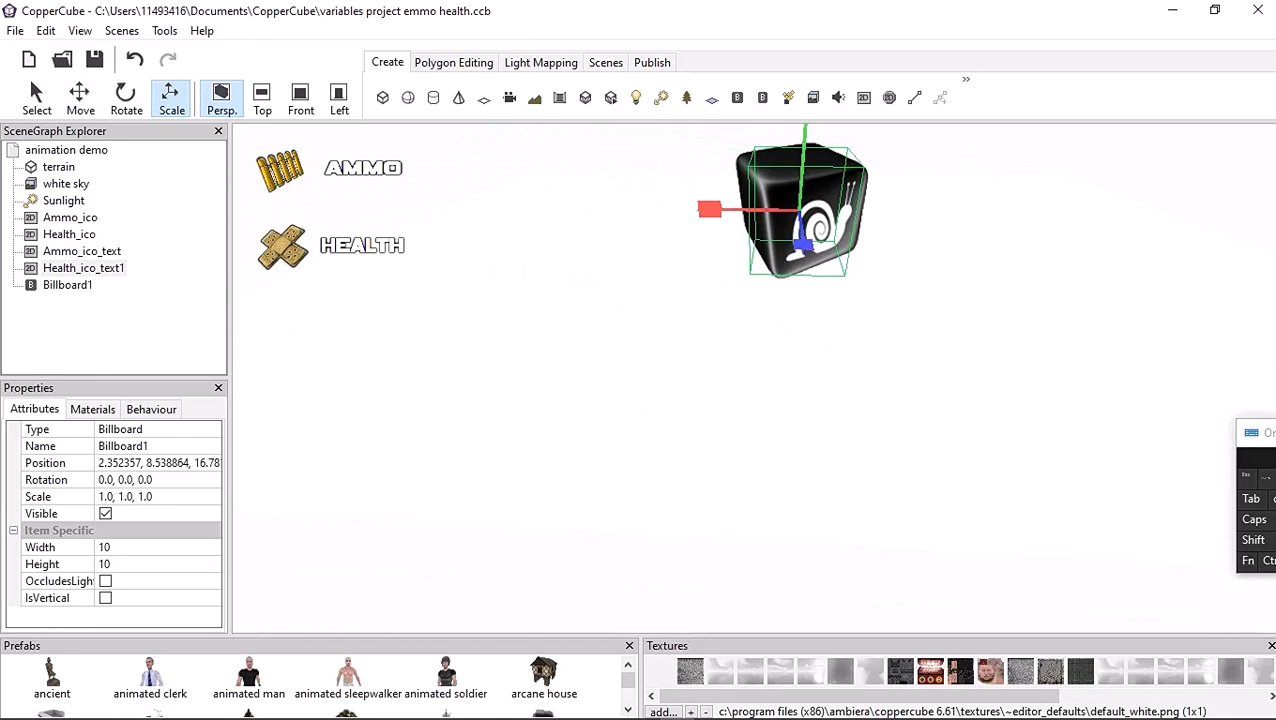 CopperCube - C:\Users\11493416\Documents\CopperCube\variables project emmo health.ccb
File Edit View Scenes Tools Help
Create Polygon Editing Light Mapping Scenes Publish
Select Move Rotate Scale Persp. Top Front Left
SceneGraph Explorer
animation demo
terrain
white sky
Sunlight
2D Ammo_ico
2D Health_ico
2D Ammo_ico_text
2D Health_ico_text1
B Billboard1
AMMO
HEALTH
Properties
Attributes Materials Behaviour
Type Billboard
Name Billboard1
Position 2.352357, 8.538864, 16.78
Rotation 0.0, 0.0, 0.0
Scale 1.0, 1.0, 1.0
Visible
Item Specific
Width 10
Height 10
OccludesLigh
IsVertical
Tab
Caps
Shift
Fn Ct
Prefabs
ancient animated clerk animated man animated sleepwalker animated soldier arcane house
Textures
add... + - c:\program files (x86)\ambiera\coppercube 6.61\textures\~editor_defaults\default_white.png (1x1)